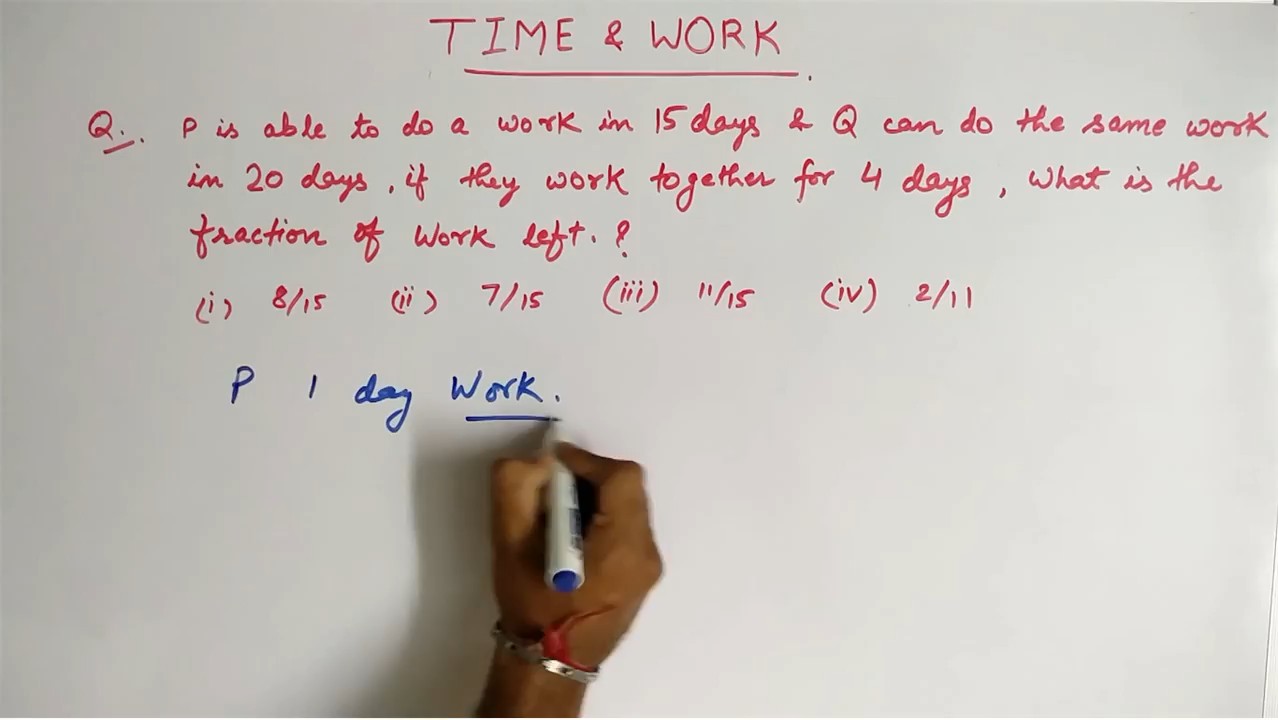 TIME & WORK.
Q. P is able to do a work in 15 days & Q can do the same work
in 20 days, if they work together for 4 days, What is the
fraction of Work left. ?
(i) 8/15 (ii) 7/15 (iii) 11/15 (iv) 2/11
P 1 day Work.